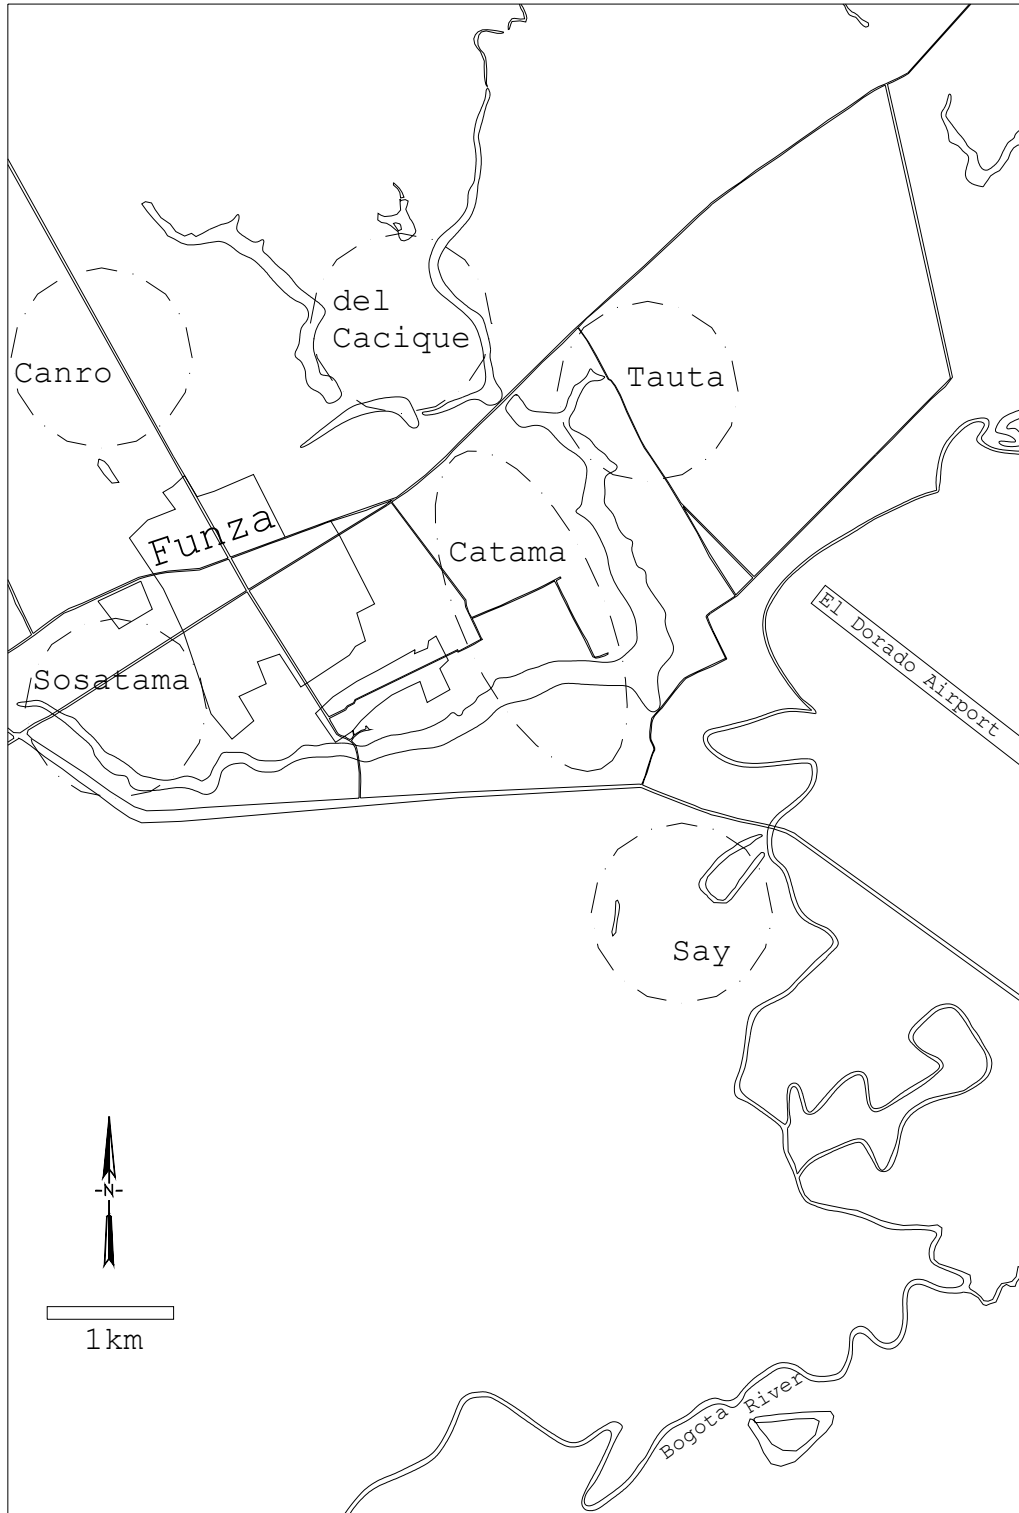 del
Cacique
Canro
Tauta
Funza
Catama
El Dorado Airport
Sosatama
Say
-N-
1km
Bogota River